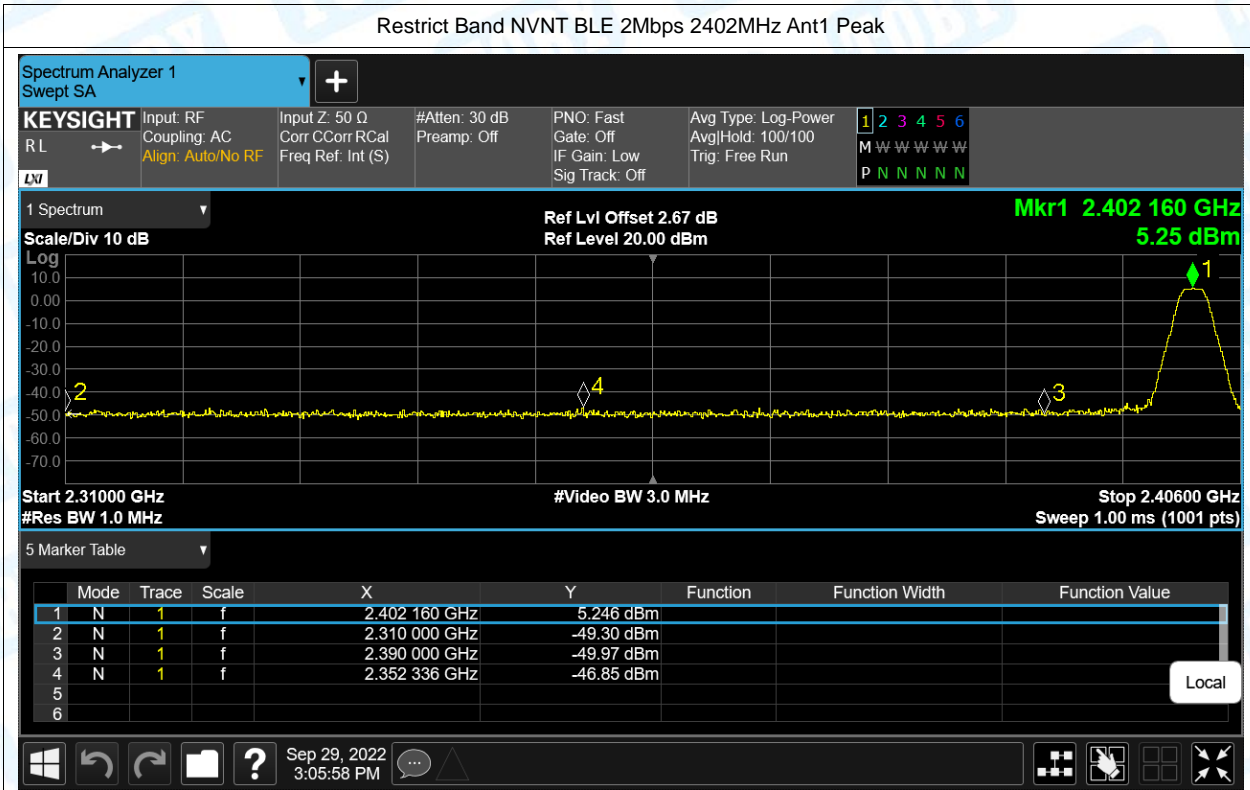 Restrict Band NVNT BLE 2Mbps 2402MHz Ant1 Peak
Spectrum Analyzer 1
Swept SA
KEYSIGHT
R L
LXI
Input: RF
Coupling: AC
Align: Auto/No RF
Input Z: 50 Ω
Corr CCorr RCal
Freq Ref: Int (S)
#Atten: 30 dB
Preamp: Off
PNO: Fast
Gate: Off
IF Gain: Low
Sig Track: Off
Avg Type: Log-Power
Avg|Hold: 100/100
Trig: Free Run
1 2 3 4 5 6
M W W W W W
P N N N N N
1 Spectrum
Scale/Div 10 dB
Ref Lvl Offset 2.67 dB
Ref Level 20.00 dBm
Mkr1 2.402 160 GHz
5.25 dBm
Log
10.0
0.00
-10.0
-20.0
-30.0
-40.0
-50.0
-60.0
-70.0
1
2
4
3
Start 2.31000 GHz
#Res BW 1.0 MHz
#Video BW 3.0 MHz
Stop 2.40600 GHz
Sweep 1.00 ms (1001 pts)
5 Marker Table
Mode Trace Scale X Y Function Function Width Function Value
1 N 1 f 2.402 160 GHz 5.246 dBm
2 N 1 f 2.310 000 GHz -49.30 dBm
3 N 1 f 2.390 000 GHz -49.97 dBm
4 N 1 f 2.352 336 GHz -46.85 dBm
5
6
Local
?
Sep 29, 2022
3:05:58 PM